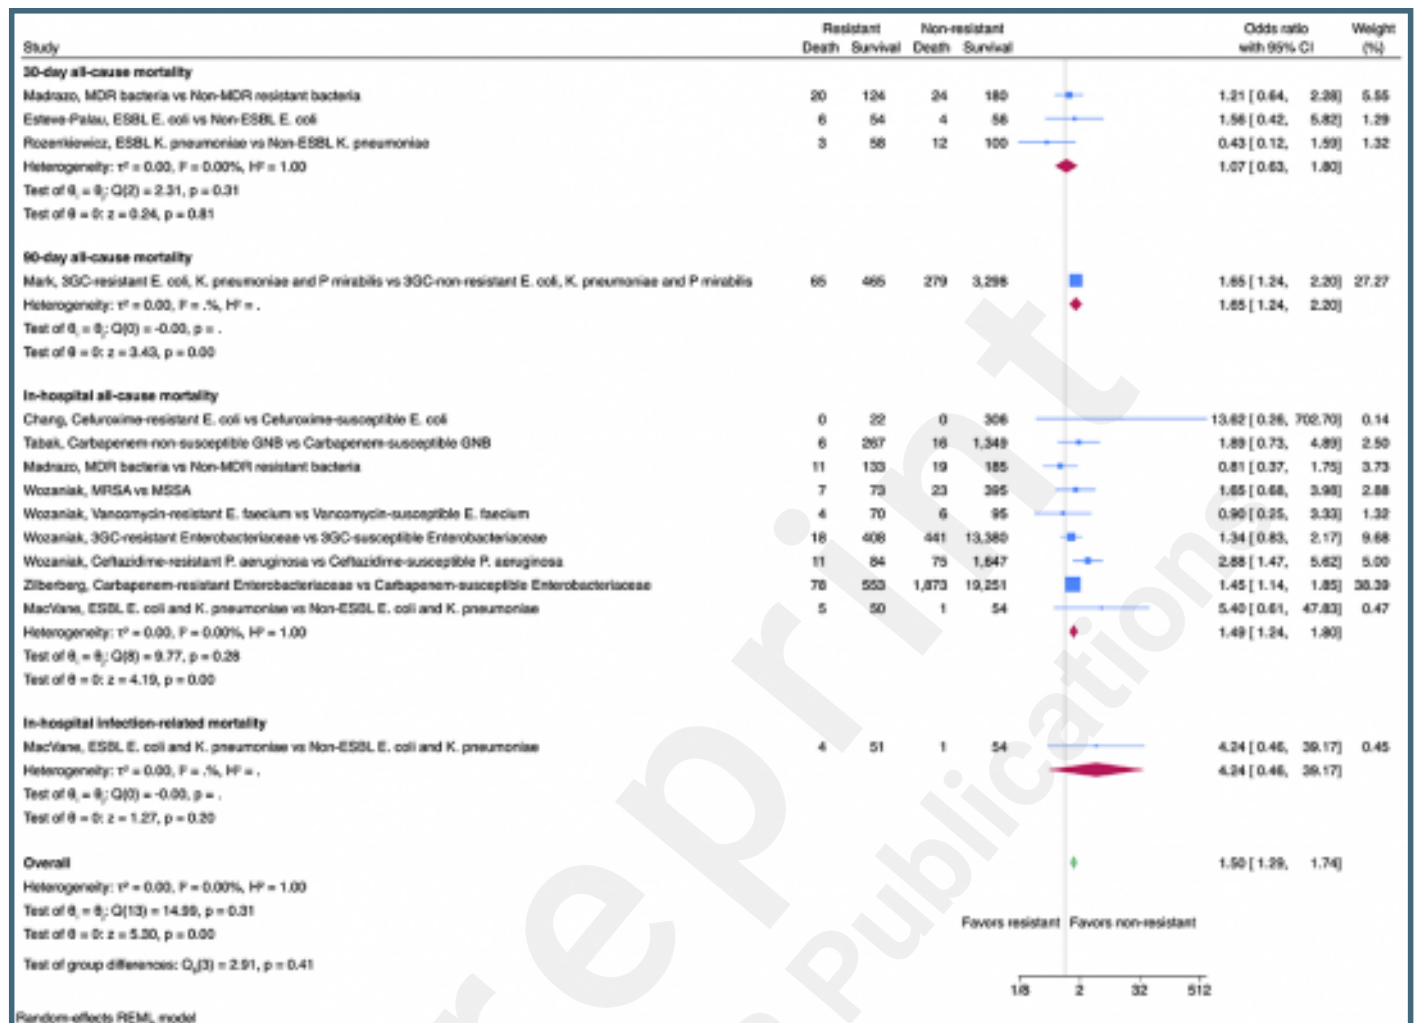 Resistant Non-resistant Odds ratio Weight
Study Death Survival Death Survival with 95% CI (%)
30-day all-cause mortality
Madrazo, MDR bacteria vs Non-MDR resistant bacteria 20 124 24 180 1.21 [ 0.64, 2.28] 5.55
Esteve-Palau, ESBL E. coli vs Non-ESBL E. coli 6 54 4 56 1.56 [ 0.42, 5.82] 1.29
Rozenkiewicz, ESBL K. pneumoniae vs Non-ESBL K. pneumoniae 3 58 12 100 0.43 [ 0.12, 1.59] 1.32
Heterogeneity: τ² = 0.00, I² = 0.00%, H² = 1.00 1.07 [ 0.63, 1.80]
Test of θᵢ = θⱼ: Q(2) = 2.31, p = 0.31
Test of θ = 0: z = 0.24, p = 0.81
90-day all-cause mortality
Mark, 3GC-resistant E. coli, K. pneumoniae and P mirabilis vs 3GC-non-resistant E. coli, K. pneumoniae and P mirabilis 65 465 279 3,298 1.65 [ 1.24, 2.20] 27.27
Heterogeneity: τ² = 0.00, I² = .%, H² = . 1.65 [ 1.24, 2.20]
Test of θᵢ = θⱼ: Q(0) = -0.00, p = .
Test of θ = 0: z = 3.43, p = 0.00
In-hospital all-cause mortality
Chang, Cefuroxime-resistant E. coli vs Cefuroxime-susceptible E. coli 0 22 0 306 13.62 [ 0.26, 702.70] 0.14
Tabak, Carbapenem-non-susceptible GNB vs Carbapenem-susceptible GNB 6 267 16 1,349 1.89 [ 0.73, 4.89] 2.50
Madrazo, MDR bacteria vs Non-MDR resistant bacteria 11 133 19 185 0.81 [ 0.37, 1.75] 3.73
Wozaniak, MRSA vs MSSA 7 73 23 395 1.65 [ 0.68, 3.98] 2.88
Wozaniak, Vancomycin-resistant E. faecium vs Vancomycin-susceptible E. faecium 4 70 6 95 0.90 [ 0.25, 3.33] 1.32
Wozaniak, 3GC-resistant Enterobacteriaceae vs 3GC-susceptible Enterobacteriaceae 18 408 441 13,380 1.34 [ 0.83, 2.17] 9.68
Wozaniak, Ceftazidime-resistant P. aeruginosa vs Ceftazidime-susceptible P. aeruginosa 11 84 75 1,647 2.88 [ 1.47, 5.62] 5.00
Zilberberg, Carbapenem-resistant Enterobacteriaceae vs Carbapenem-susceptible Enterobacteriaceae 78 553 1,873 19,251 1.45 [ 1.14, 1.85] 38.39
MacVane, ESBL E. coli and K. pneumoniae vs Non-ESBL E. coli and K. pneumoniae 5 50 1 54 5.40 [ 0.61, 47.83] 0.47
Heterogeneity: τ² = 0.00, I² = 0.00%, H² = 1.00 1.49 [ 1.24, 1.80]
Test of θᵢ = θⱼ: Q(8) = 9.77, p = 0.28
Test of θ = 0: z = 4.19, p = 0.00
In-hospital infection-related mortality
MacVane, ESBL E. coli and K. pneumoniae vs Non-ESBL E. coli and K. pneumoniae 4 51 1 54 4.24 [ 0.46, 39.17] 0.45
Heterogeneity: τ² = 0.00, I² = .%, H² = . 4.24 [ 0.46, 39.17]
Test of θᵢ = θⱼ: Q(0) = -0.00, p = .
Test of θ = 0: z = 1.27, p = 0.20
Overall 1.50 [ 1.29, 1.74]
Heterogeneity: τ² = 0.00, I² = 0.00%, H² = 1.00
Test of θᵢ = θⱼ: Q(13) = 14.99, p = 0.31
Test of θ = 0: z = 5.30, p = 0.00
Favors resistant Favors non-resistant
Test of group differences: Q_b(3) = 2.91, p = 0.41
1/8 2 32 512
Random-effects REML model
reprint
Publications